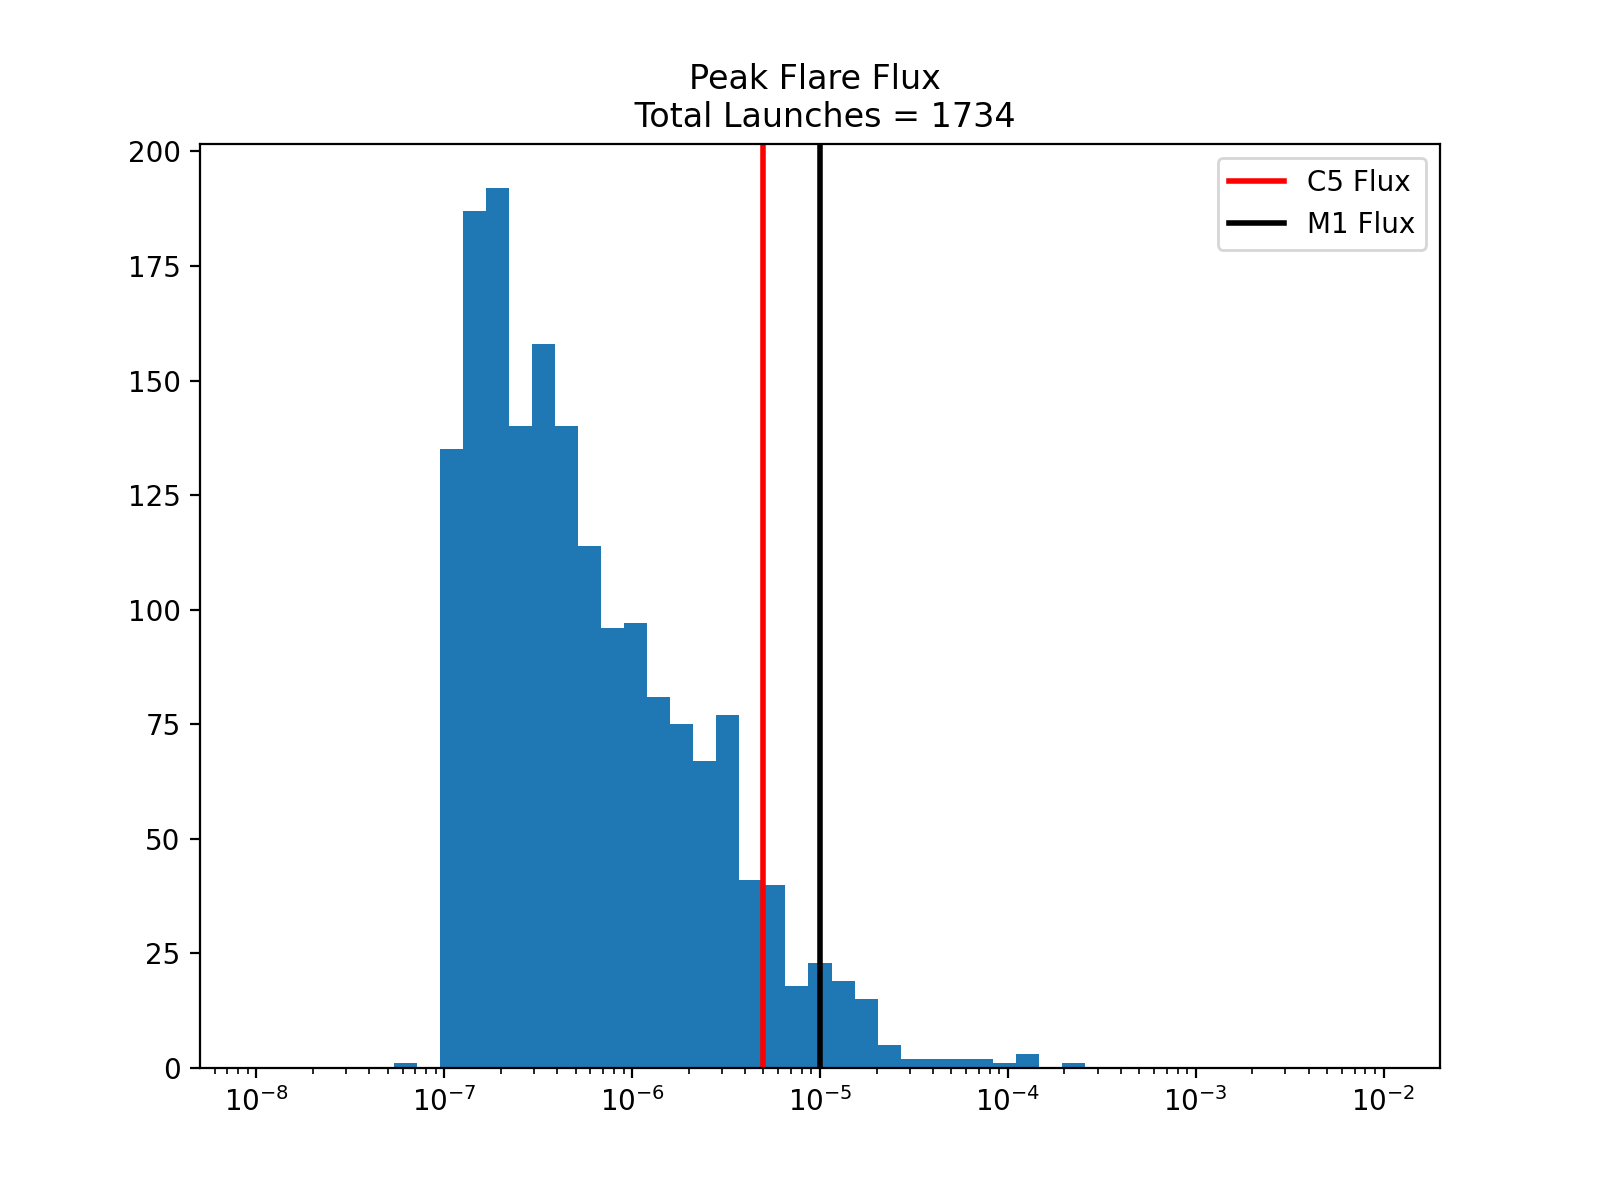 Peak Flare Flux
Total Launches = 1734
C5 Flux
M1 Flux
200
175
150
125
100
75
50
25
0
10⁻⁸ 10⁻⁷ 10⁻⁶ 10⁻⁵ 10⁻⁴ 10⁻³ 10⁻²